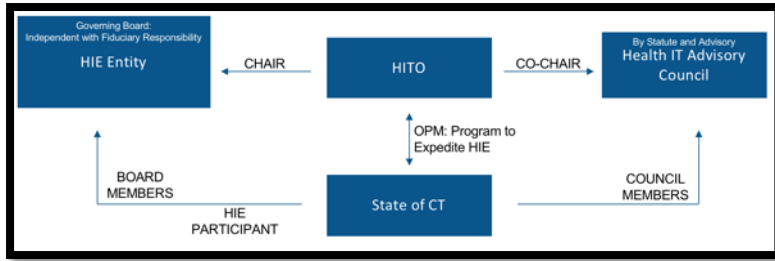 Governing Board:
Independent with Fiduciary Responsibility
HIE Entity
CHAIR
HITO
CO-CHAIR
By Statute and Advisory
Health IT Advisory
Council
OPM: Program to
Expedite HIE
BOARD
MEMBERS
HIE
PARTICIPANT
State of CT
COUNCIL
MEMBERS